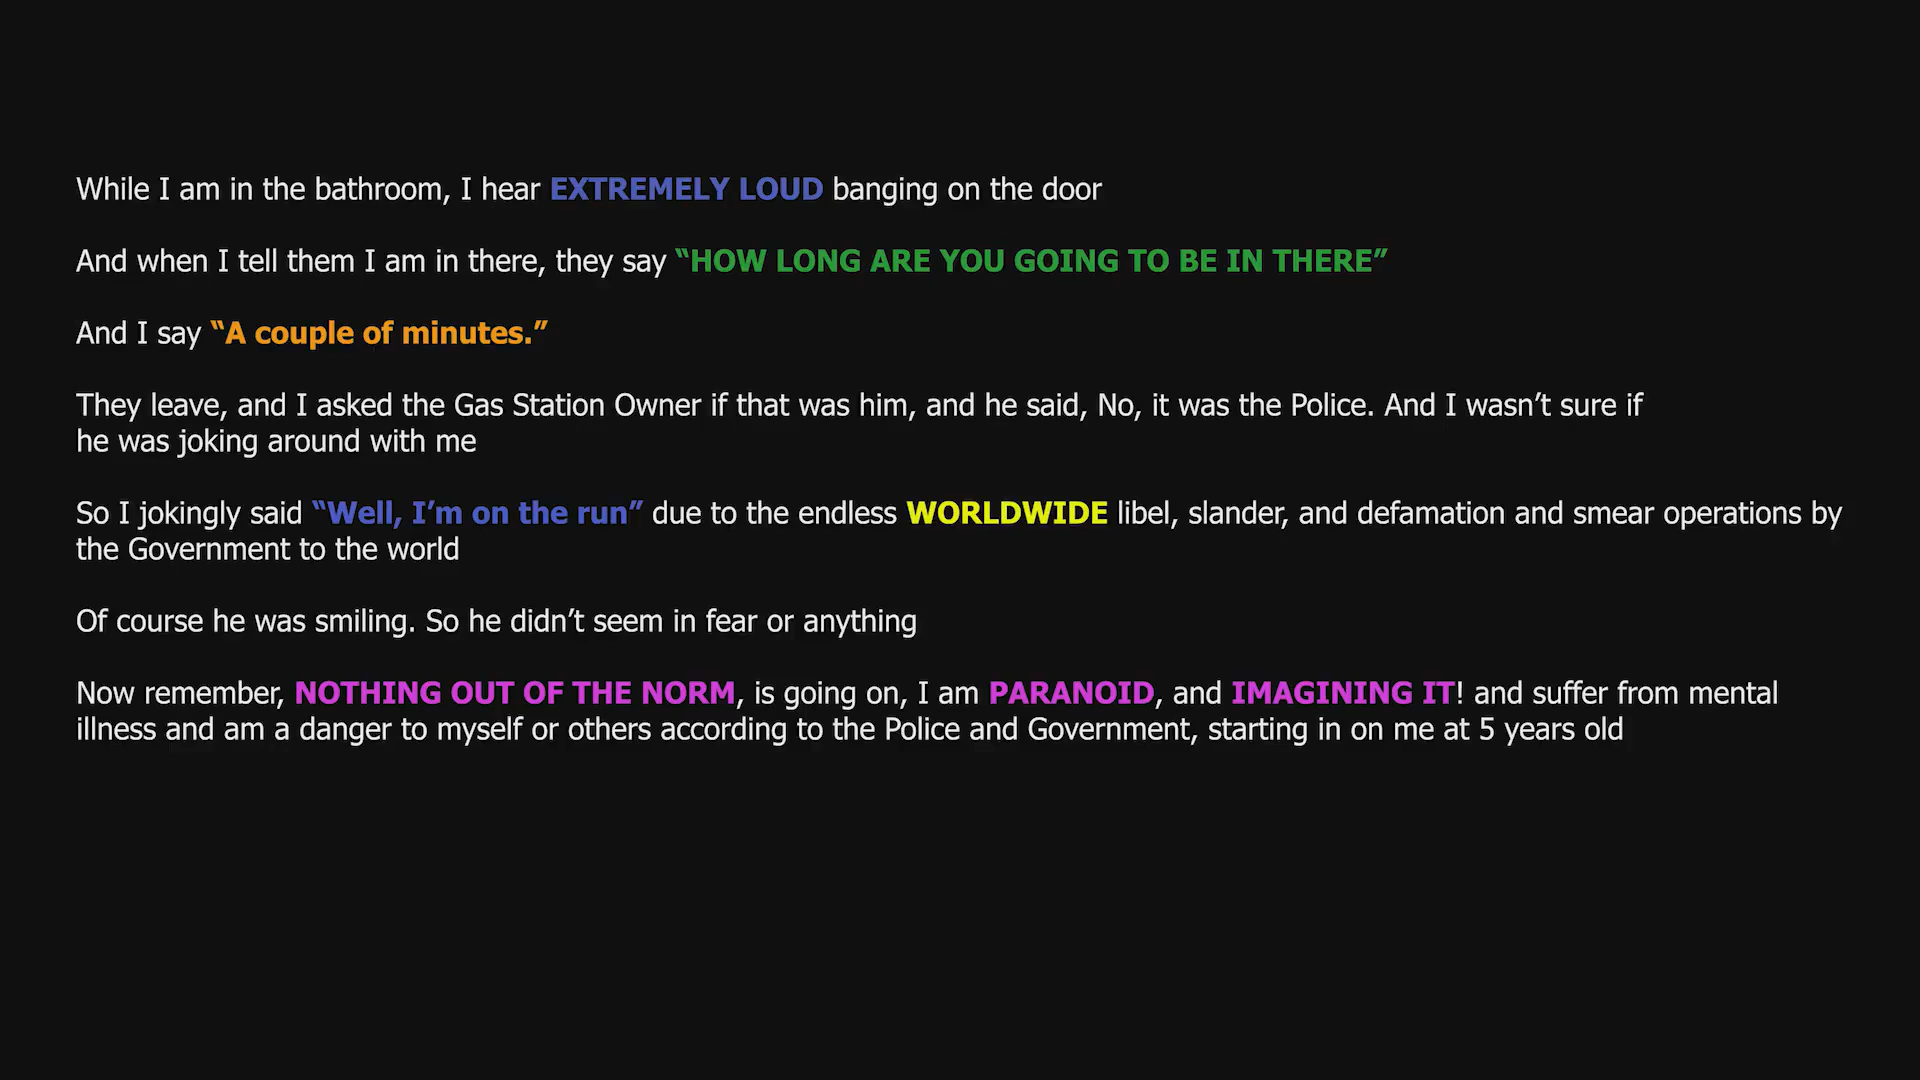 While I am in the bathroom, I hear EXTREMELY LOUD banging on the door
And when I tell them I am in there, they say “HOW LONG ARE YOU GOING TO BE IN THERE”
And I say “A couple of minutes.”
They leave, and I asked the Gas Station Owner if that was him, and he said, No, it was the Police. And I wasn’t sure if
he was joking around with me
So I jokingly said “Well, I’m on the run” due to the endless WORLDWIDE libel, slander, and defamation and smear operations by
the Government to the world
Of course he was smiling. So he didn’t seem in fear or anything
Now remember, NOTHING OUT OF THE NORM, is going on, I am PARANOID, and IMAGINING IT! and suffer from mental
illness and am a danger to myself or others according to the Police and Government, starting in on me at 5 years old